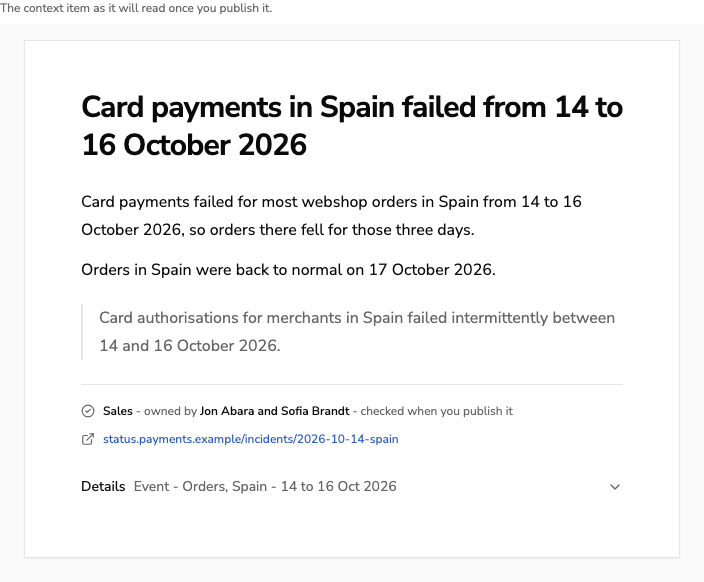 The context item as it will read once you publish it.
Card payments in Spain failed from 14 to
16 October 2026
Card payments failed for most webshop orders in Spain from 14 to 16
October 2026, so orders there fell for those three days.
Orders in Spain were back to normal on 17 October 2026.
Card authorisations for merchants in Spain failed intermittently between
14 and 16 October 2026.
Sales - owned by Jon Abara and Sofia Brandt - checked when you publish it
status.payments.example/incidents/2026-10-14-spain
Details Event - Orders, Spain - 14 to 16 Oct 2026